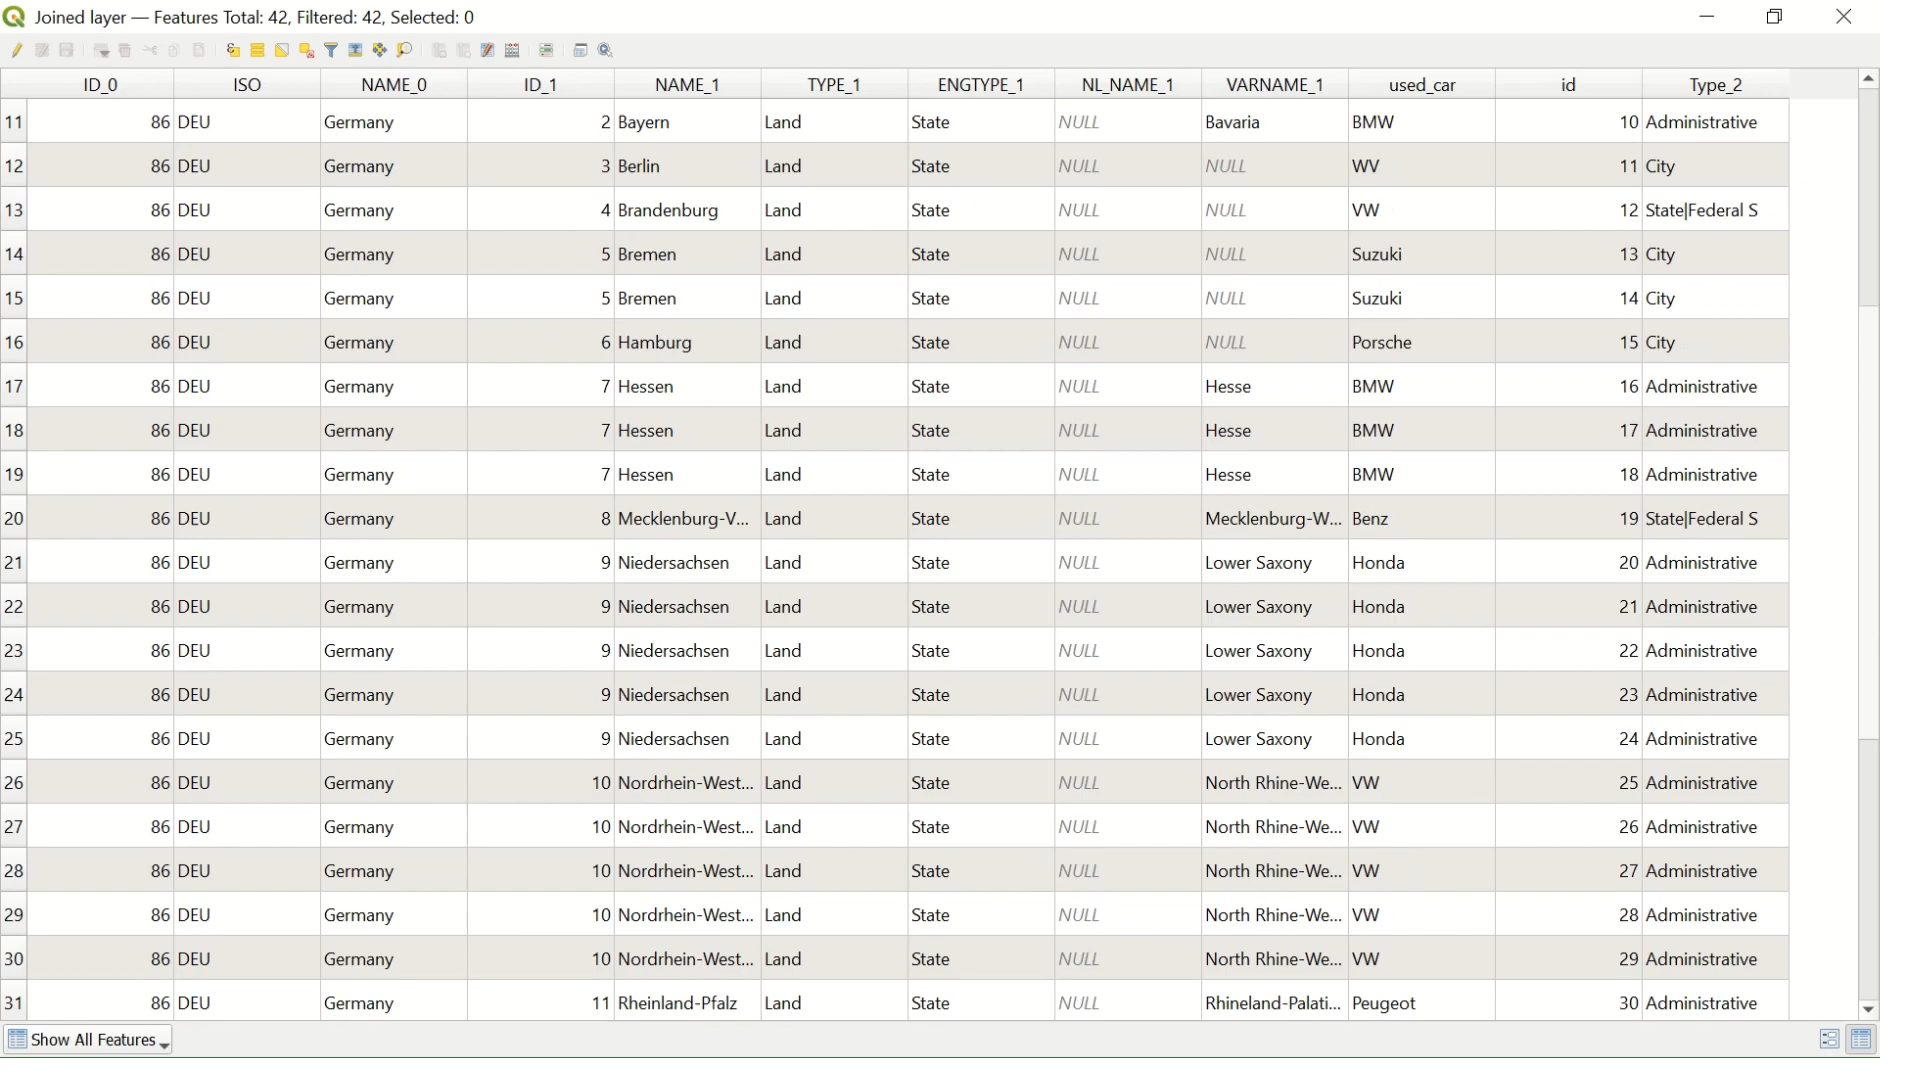 Joined layer — Features Total: 42, Filtered: 42, Selected: 0
ID_0 ISO NAME_0 ID_1 NAME_1 TYPE_1 ENGTYPE_1 NL_NAME_1 VARNAME_1 used_car id Type_2
11 86 DEU Germany 2 Bayern Land State NULL Bavaria BMW 10 Administrative
12 86 DEU Germany 3 Berlin Land State NULL NULL WV 11 City
13 86 DEU Germany 4 Brandenburg Land State NULL NULL VW 12 State|Federal S
14 86 DEU Germany 5 Bremen Land State NULL NULL Suzuki 13 City
15 86 DEU Germany 5 Bremen Land State NULL NULL Suzuki 14 City
16 86 DEU Germany 6 Hamburg Land State NULL NULL Porsche 15 City
17 86 DEU Germany 7 Hessen Land State NULL Hesse BMW 16 Administrative
18 86 DEU Germany 7 Hessen Land State NULL Hesse BMW 17 Administrative
19 86 DEU Germany 7 Hessen Land State NULL Hesse BMW 18 Administrative
20 86 DEU Germany 8 Mecklenburg-V... Land State NULL Mecklenburg-W... Benz 19 State|Federal S
21 86 DEU Germany 9 Niedersachsen Land State NULL Lower Saxony Honda 20 Administrative
22 86 DEU Germany 9 Niedersachsen Land State NULL Lower Saxony Honda 21 Administrative
23 86 DEU Germany 9 Niedersachsen Land State NULL Lower Saxony Honda 22 Administrative
24 86 DEU Germany 9 Niedersachsen Land State NULL Lower Saxony Honda 23 Administrative
25 86 DEU Germany 9 Niedersachsen Land State NULL Lower Saxony Honda 24 Administrative
26 86 DEU Germany 10 Nordrhein-West... Land State NULL North Rhine-We... VW 25 Administrative
27 86 DEU Germany 10 Nordrhein-West... Land State NULL North Rhine-We... VW 26 Administrative
28 86 DEU Germany 10 Nordrhein-West... Land State NULL North Rhine-We... VW 27 Administrative
29 86 DEU Germany 10 Nordrhein-West... Land State NULL North Rhine-We... VW 28 Administrative
30 86 DEU Germany 10 Nordrhein-West... Land State NULL North Rhine-We... VW 29 Administrative
31 86 DEU Germany 11 Rheinland-Pfalz Land State NULL Rhineland-Palati... Peugeot 30 Administrative
Show All Features